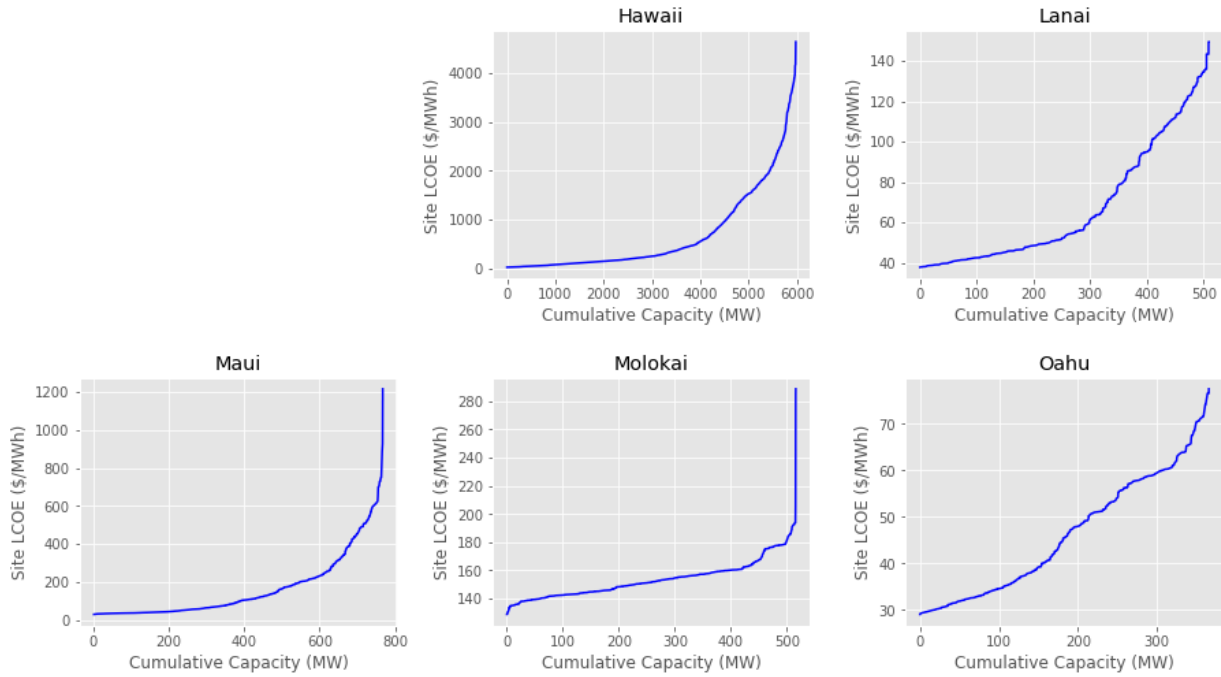 Hawaii
Site LCOE ($/MWh)
4000
3000
2000
1000
0
0 1000 2000 3000 4000 5000 6000
Cumulative Capacity (MW)
Lanai
Site LCOE ($/MWh)
140
120
100
80
60
40
0 100 200 300 400 500
Cumulative Capacity (MW)
Maui
Site LCOE ($/MWh)
1200
1000
800
600
400
200
0
0 200 400 600 800
Cumulative Capacity (MW)
Molokai
Site LCOE ($/MWh)
280
260
240
220
200
180
160
140
0 100 200 300 400 500
Cumulative Capacity (MW)
Oahu
Site LCOE ($/MWh)
70
60
50
40
30
0 100 200 300
Cumulative Capacity (MW)